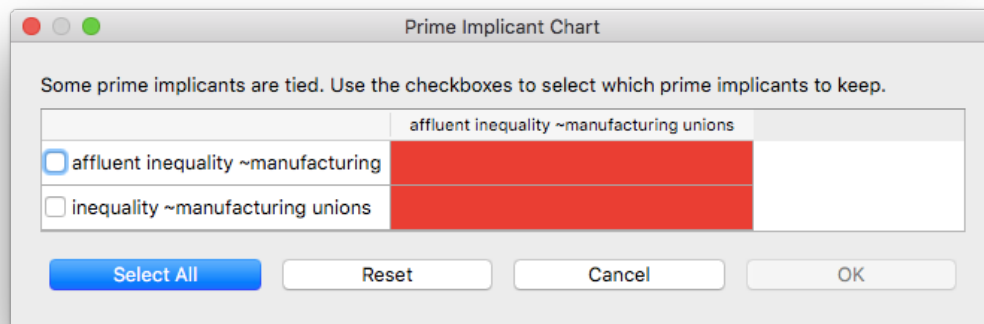 Prime Implicant Chart
Some prime implicants are tied. Use the checkboxes to select which prime implicants to keep.
affluent inequality ~manufacturing unions
affluent inequality ~manufacturing
inequality ~manufacturing unions
Select All Reset Cancel OK